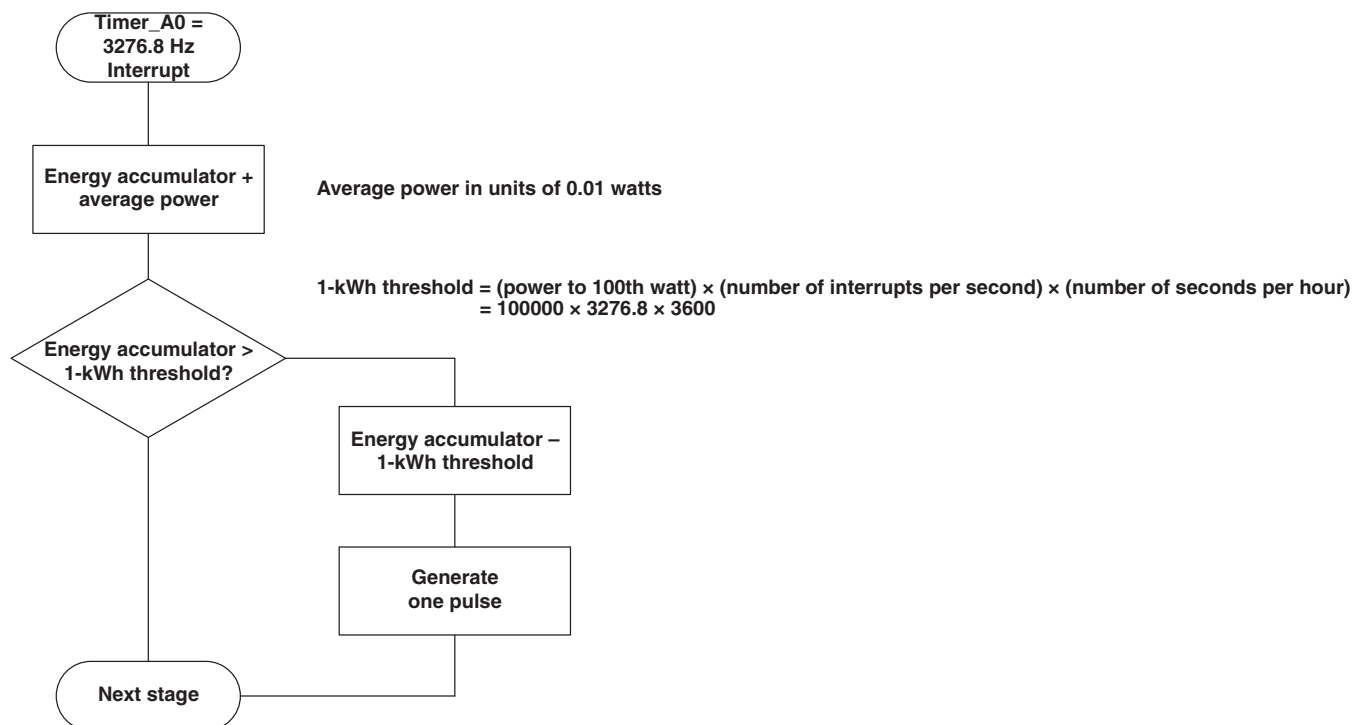 Timer_A0 =
3276.8 Hz
Interrupt
Energy accumulator +
average power
Average power in units of 0.01 watts
1-kWh threshold = (power to 100th watt) × (number of interrupts per second) × (number of seconds per hour)
= 100000 × 3276.8 × 3600
Energy accumulator >
1-kWh threshold?
Energy accumulator –
1-kWh threshold
Generate
one pulse
Next stage